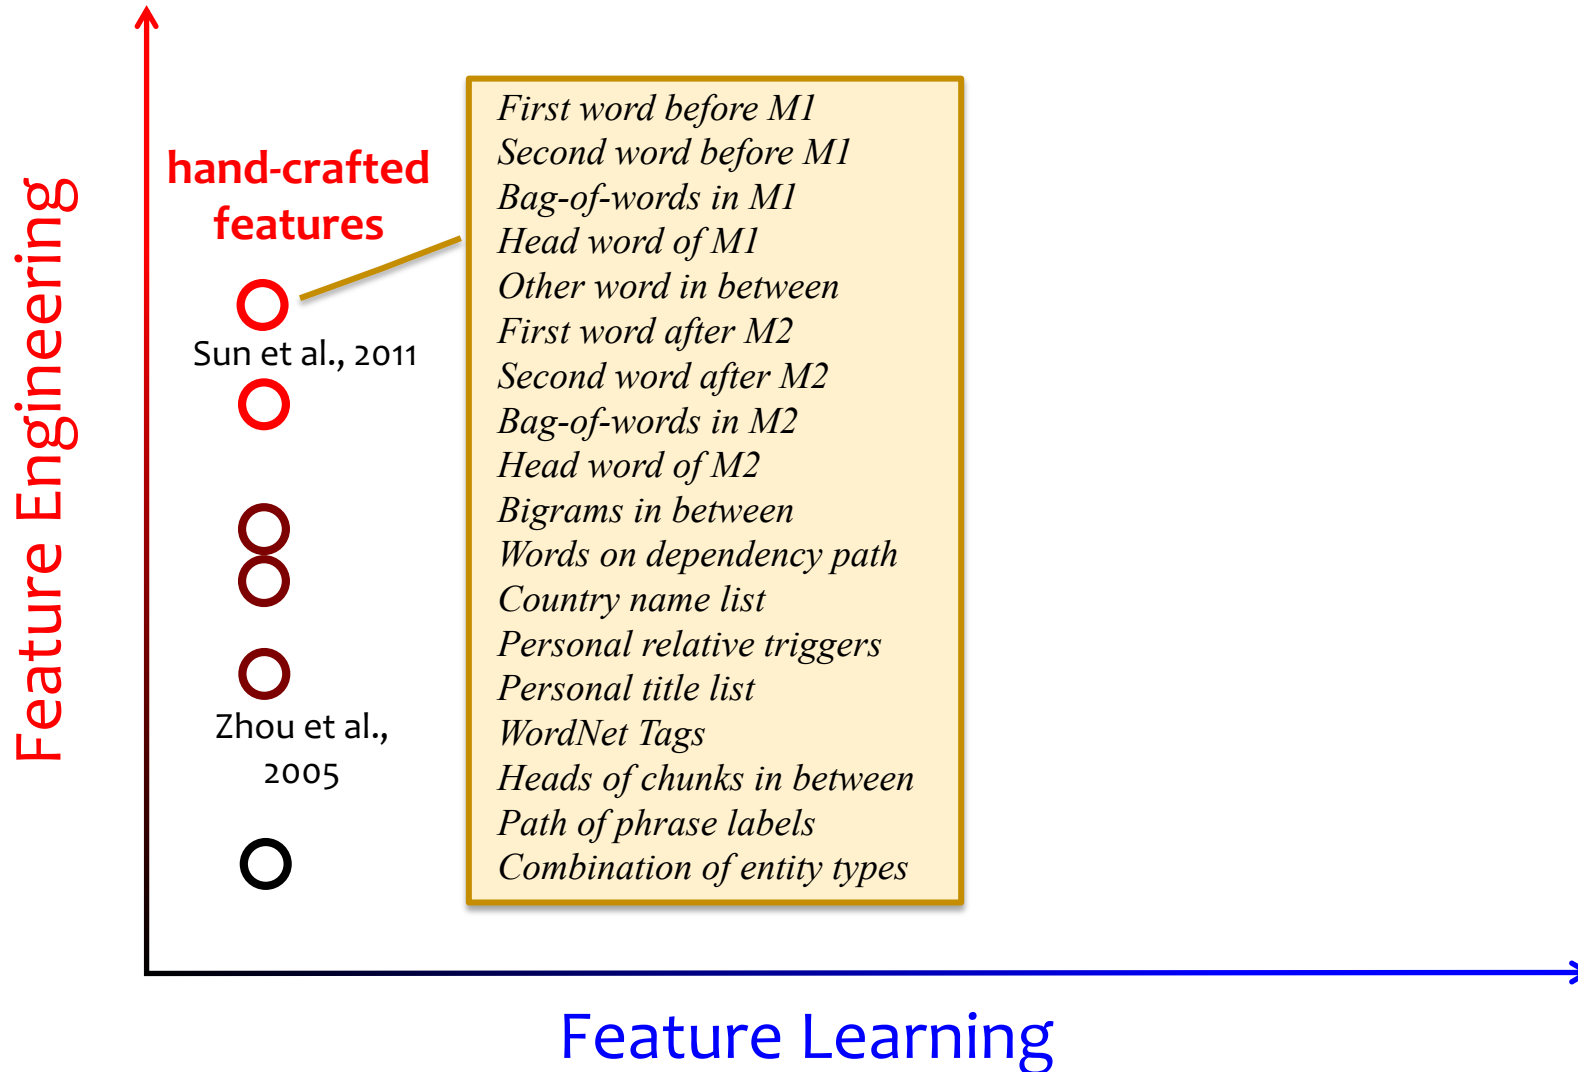 Feature Engineering
hand-crafted
features
Sun et al., 2011
Zhou et al.,
2005
First word before M1
Second word before M1
Bag-of-words in M1
Head word of M1
Other word in between
First word after M2
Second word after M2
Bag-of-words in M2
Head word of M2
Bigrams in between
Words on dependency path
Country name list
Personal relative triggers
Personal title list
WordNet Tags
Heads of chunks in between
Path of phrase labels
Combination of entity types
Feature Learning